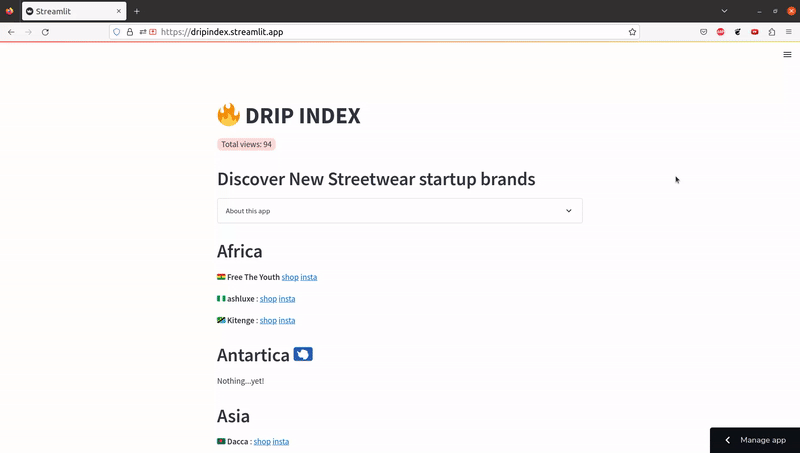 Streamlit
https://dripindex.streamlit.app
DRIP INDEX
Total views: 94
Discover New Streetwear startup brands
About this app
Africa
Free The Youth shop insta
ashluxe : shop insta
Kitenge : shop insta
Antartica
Nothing...yet!
Asia
Dacca : shop insta
Manage app